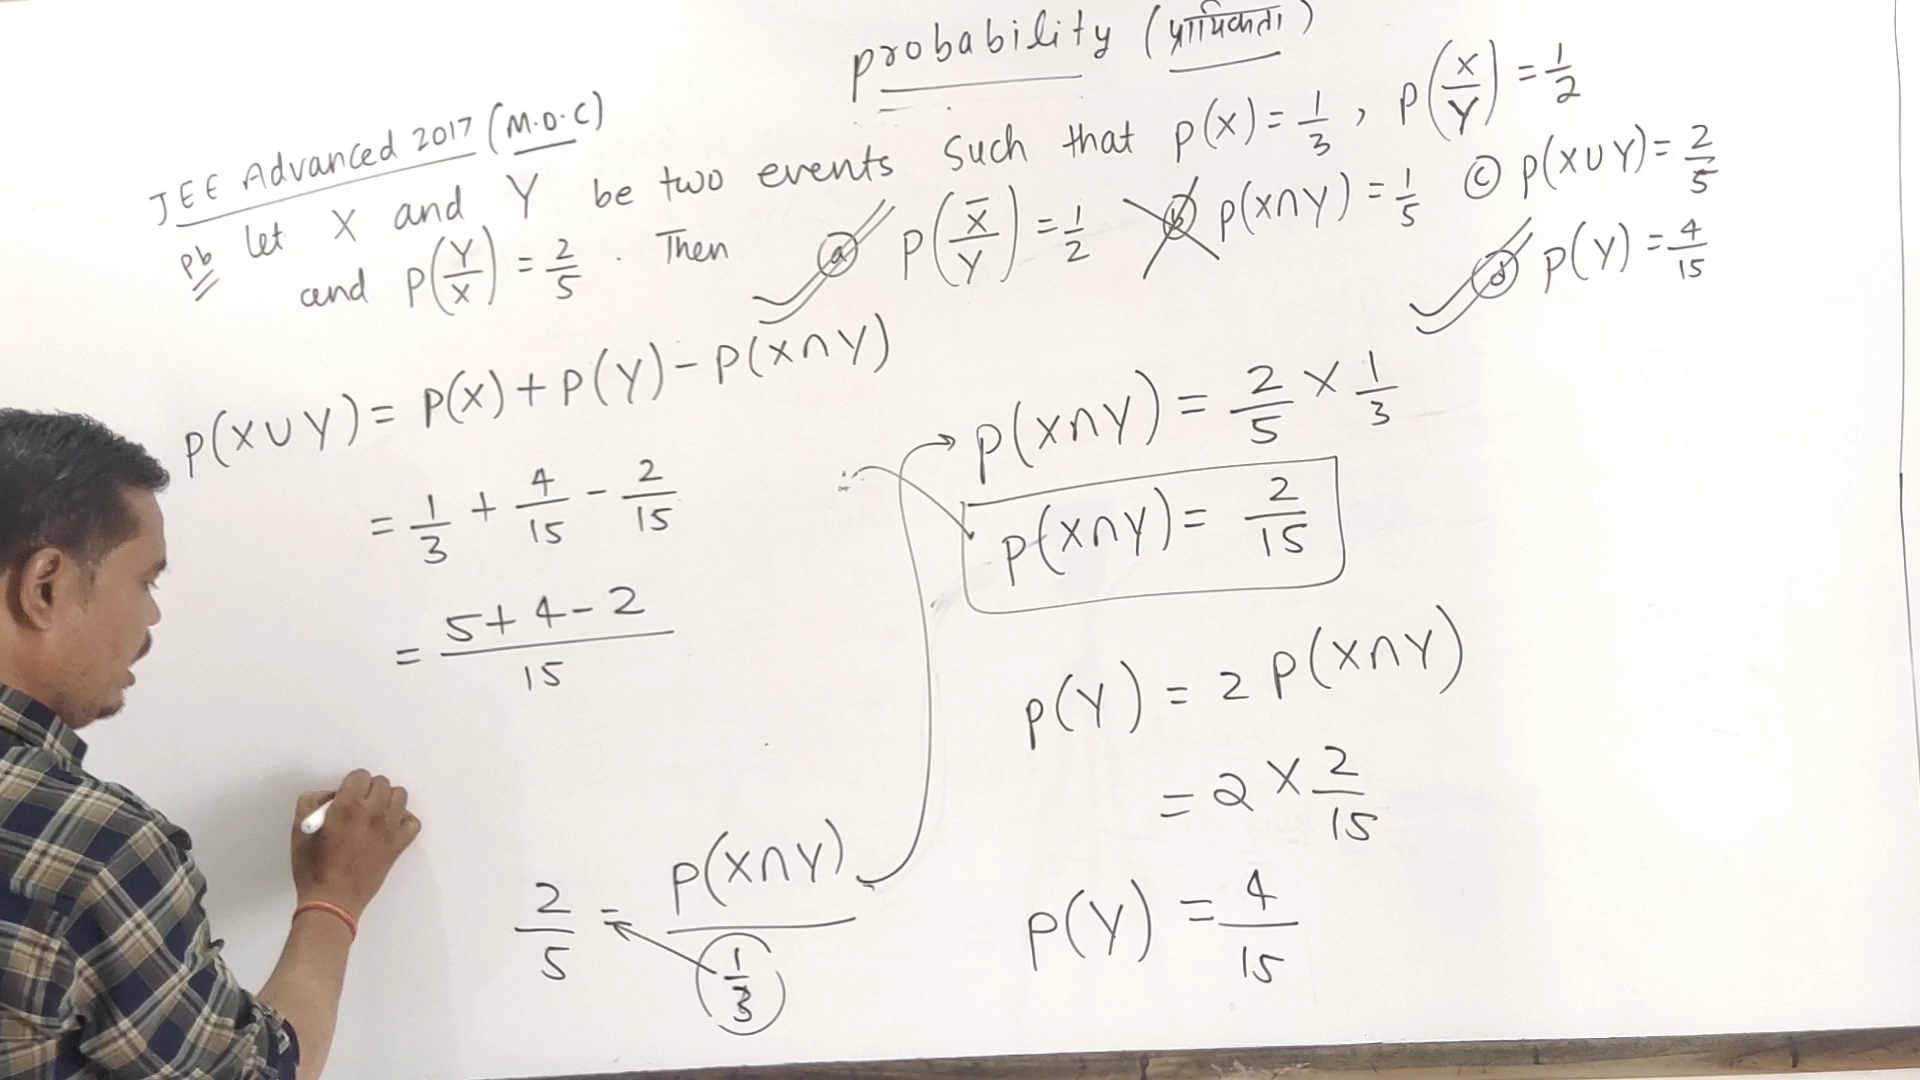 probability (प्रायिकता)
JEE Advanced 2017 (M.O.C)
pb let X and Y be two events such that p(X) = 1/3, P(X/Y) = 1/2
and P(Y/X) = 2/5. Then ⓐ P(X̅/Y) = 1/2 ⓑ P(X∩Y) = 1/5 ⓒ P(X∪Y) = 2/5
ⓓ P(Y) = 4/15
P(X∪Y) = P(X) + P(Y) - P(X∩Y)
= 1/3 + 4/15 - 2/15
= (5+4-2)/15
2/5 = P(X∩Y)/(1/3)
P(X∩Y) = 2/5 × 1/3
P(X∩Y) = 2/15
P(Y) = 2 P(X∩Y)
= 2 × 2/15
P(Y) = 4/15